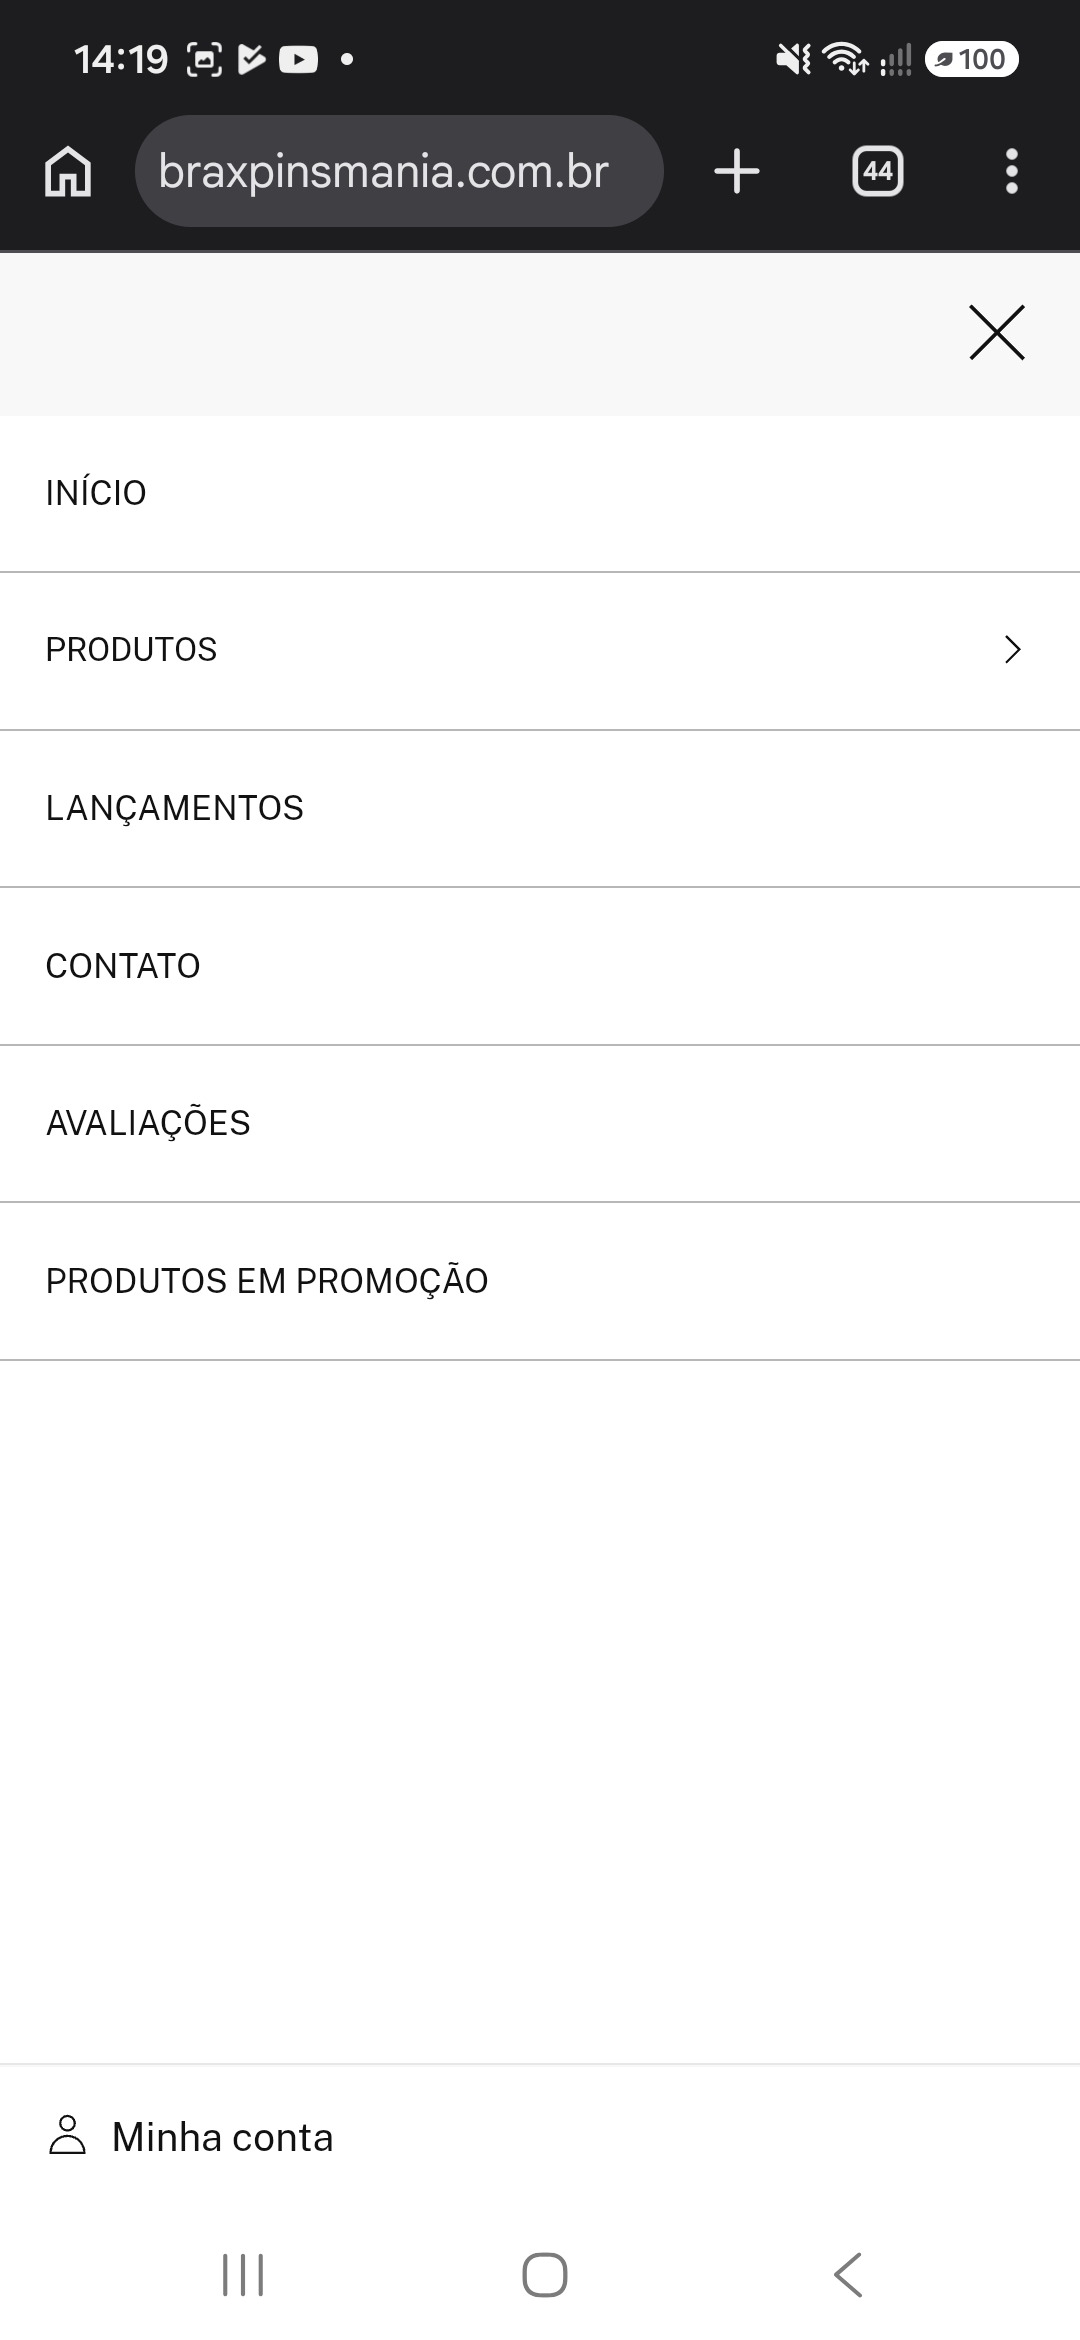 14:19
100
braxpinsmania.com.br
44
INÍCIO
PRODUTOS
LANÇAMENTOS
CONTATO
AVALIAÇÕES
PRODUTOS EM PROMOÇÃO
Minha conta